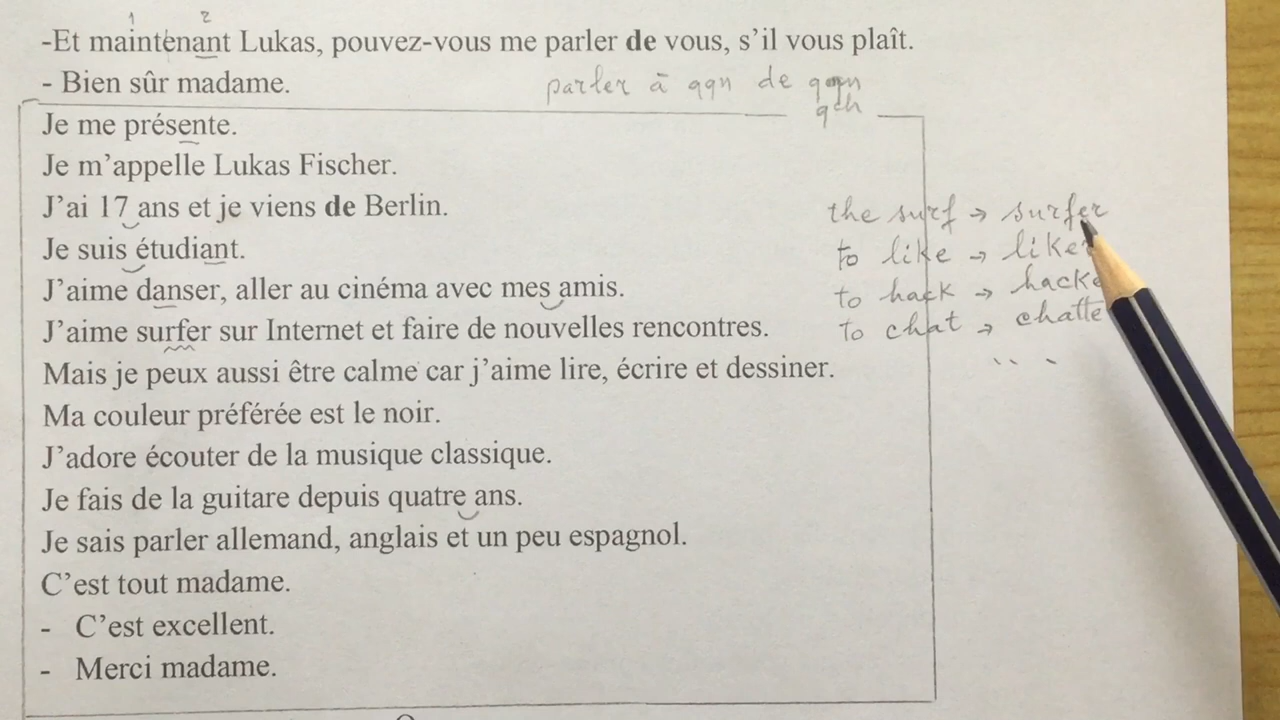 1 2
-Et maintenant Lukas, pouvez-vous me parler de vous, s'il vous plaît.
- Bien sûr madame.
parler à qqn de qqn
qch
Je me présente.
Je m'appelle Lukas Fischer.
J'ai 17 ans et je viens de Berlin.
Je suis étudiant.
J'aime danser, aller au cinéma avec mes amis.
J'aime surfer sur Internet et faire de nouvelles rencontres.
Mais je peux aussi être calme car j'aime lire, écrire et dessiner.
Ma couleur préférée est le noir.
J'adore écouter de la musique classique.
Je fais de la guitare depuis quatre ans.
Je sais parler allemand, anglais et un peu espagnol.
C'est tout madame.
- C'est excellent.
- Merci madame.
the surf → surfer
to like → like
to hack → hacke
to chat → chatte